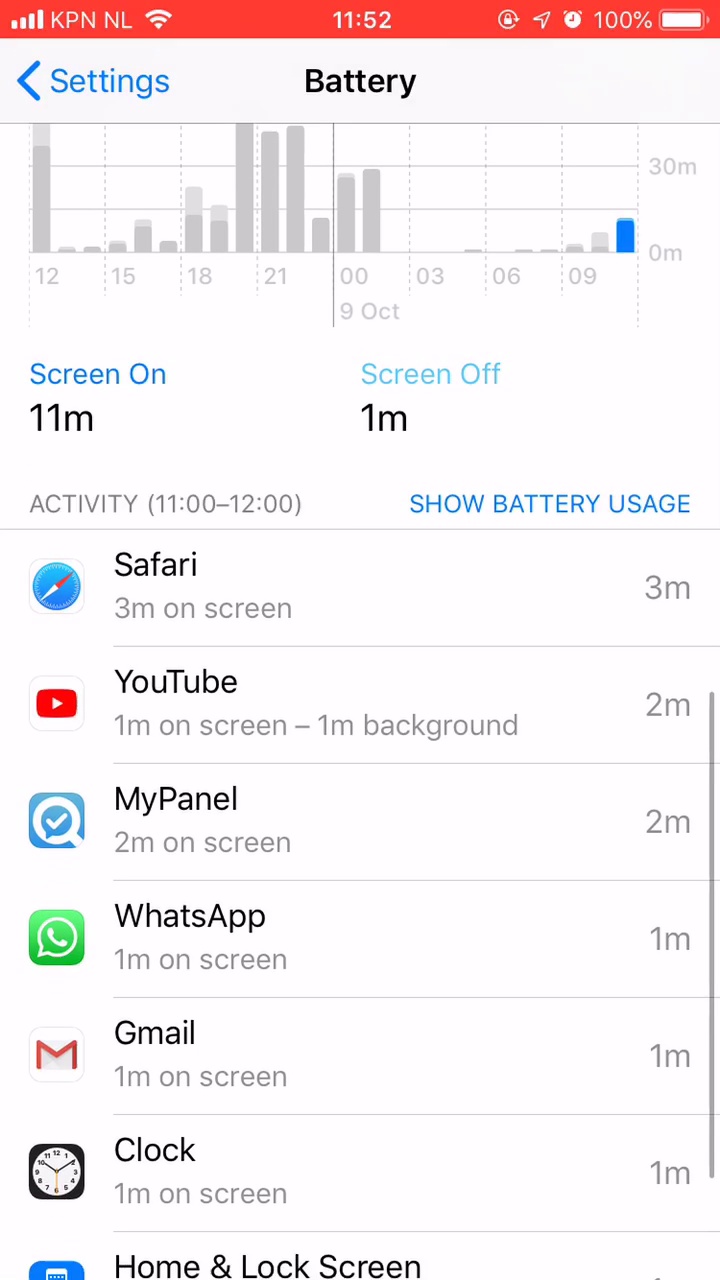 KPN NL 11:52 100%
Settings Battery
30m
0m
12 15 18 21 00 03 06 09
9 Oct
Screen On Screen Off
11m 1m
ACTIVITY (11:00–12:00) SHOW BATTERY USAGE
Safari
3m on screen 3m
YouTube
1m on screen – 1m background 2m
MyPanel
2m on screen 2m
WhatsApp
1m on screen 1m
Gmail
1m on screen 1m
Clock
1m on screen 1m
Home & Lock Screen